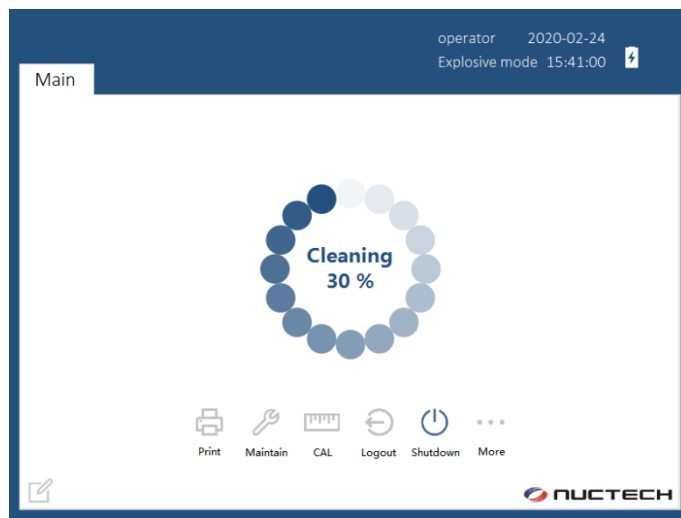 operator 2020-02-24
Explosive mode 15:41:00
Main
Cleaning
30 %
Print Maintain CAL Logout Shutdown More
NUCTECH